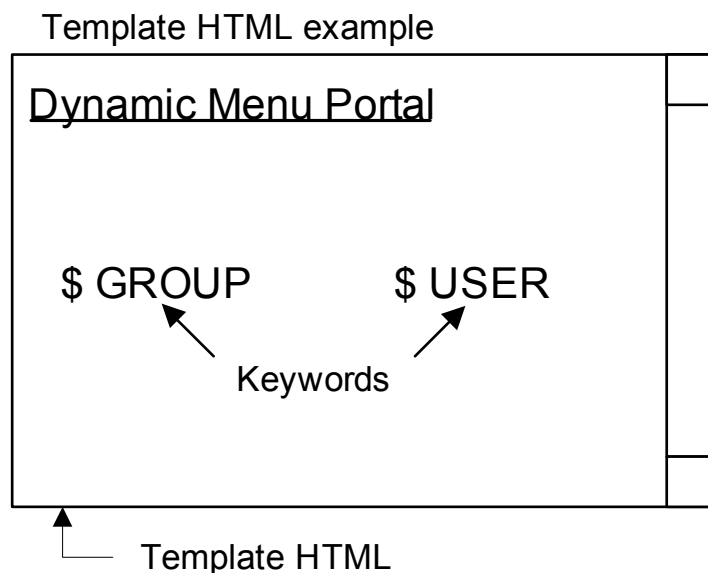 Template HTML example
Dynamic Menu Portal
$ GROUP $ USER
Keywords
Template HTML